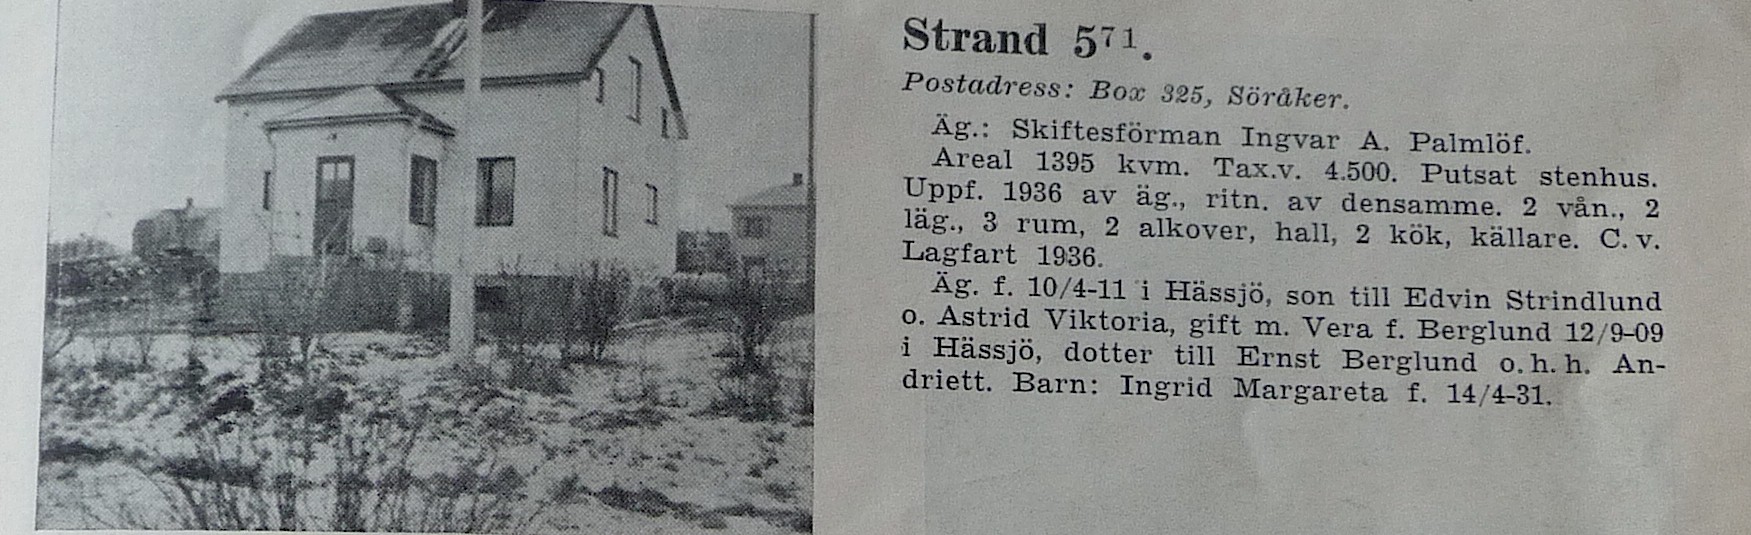 Strand 5⁷¹.
Postadress: Box 325, Söråker.
Äg.: Skiftesförman Ingvar A. Palmlöf.
Areal 1395 kvm. Tax.v. 4.500. Putsat stenhus.
Uppf. 1936 av äg., ritn. av densamme. 2 vån., 2
läg., 3 rum, 2 alkover, hall, 2 kök, källare. C. v.
Lagfart 1936.
Äg. f. 10/4-11 i Hässjö, son till Edvin Strindlund
o. Astrid Viktoria, gift m. Vera f. Berglund 12/9-09
i Hässjö, dotter till Ernst Berglund o. h. h. An-
driett. Barn: Ingrid Margareta f. 14/4-31.